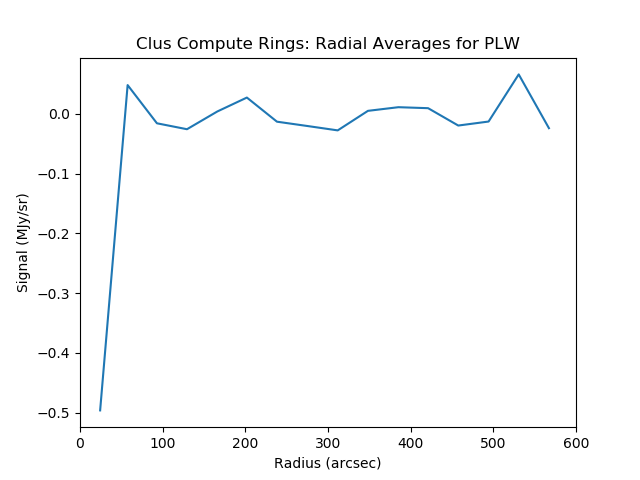 Clus Compute Rings: Radial Averages for PLW
Signal (MJy/sr)
0.0
−0.1
−0.2
−0.3
−0.4
−0.5
0 100 200 300 400 500 600
Radius (arcsec)